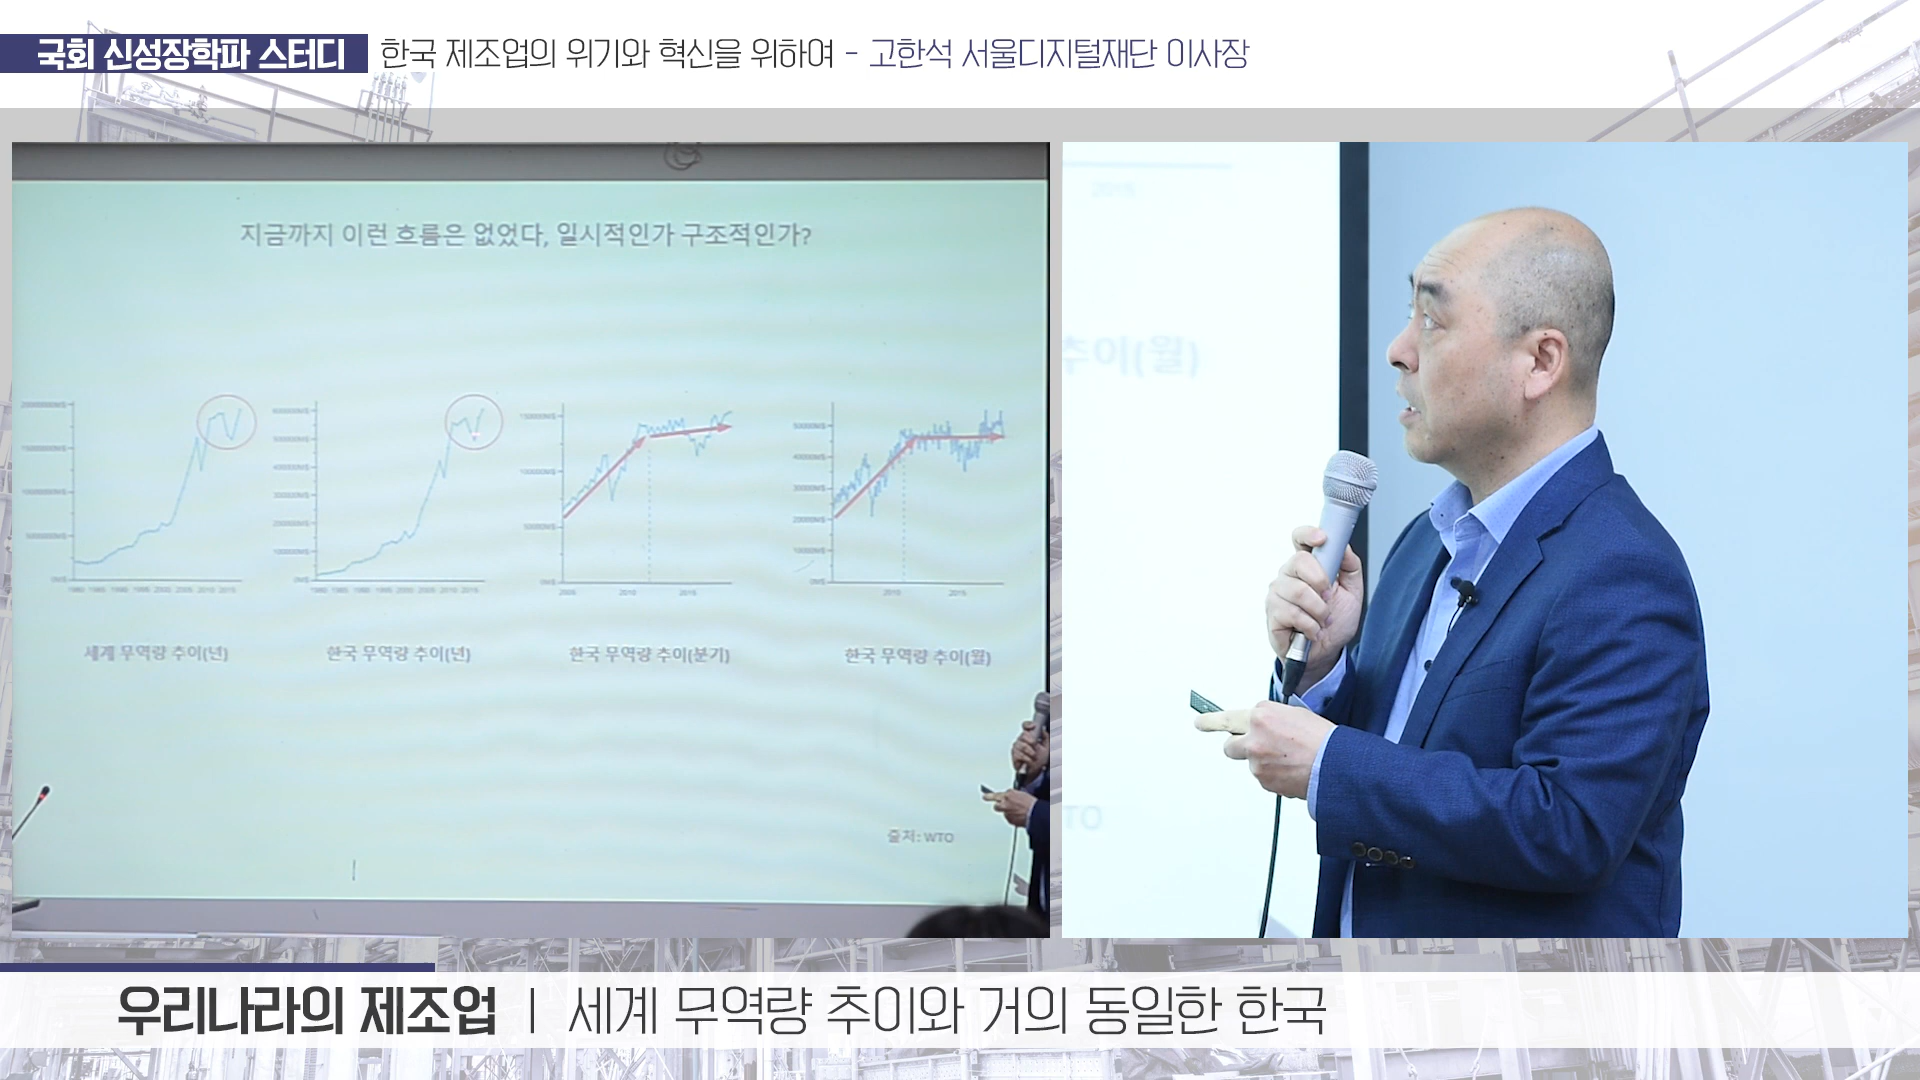 국회 신성장학파 스터디
한국 제조업의 위기와 혁신을 위하여 - 고한석 서울디지털재단 이사장
지금까지 이런 흐름은 없었다, 일시적인가 구조적인가?
세계 무역량 추이(년)
한국 무역량 추이(년)
한국 무역량 추이(분기)
한국 무역량 추이(월)
2005 2010 2015
2010 2015
출처: WTO
추이(월)
TO
우리나라의 제조업 | 세계 무역량 추이와 거의 동일한 한국